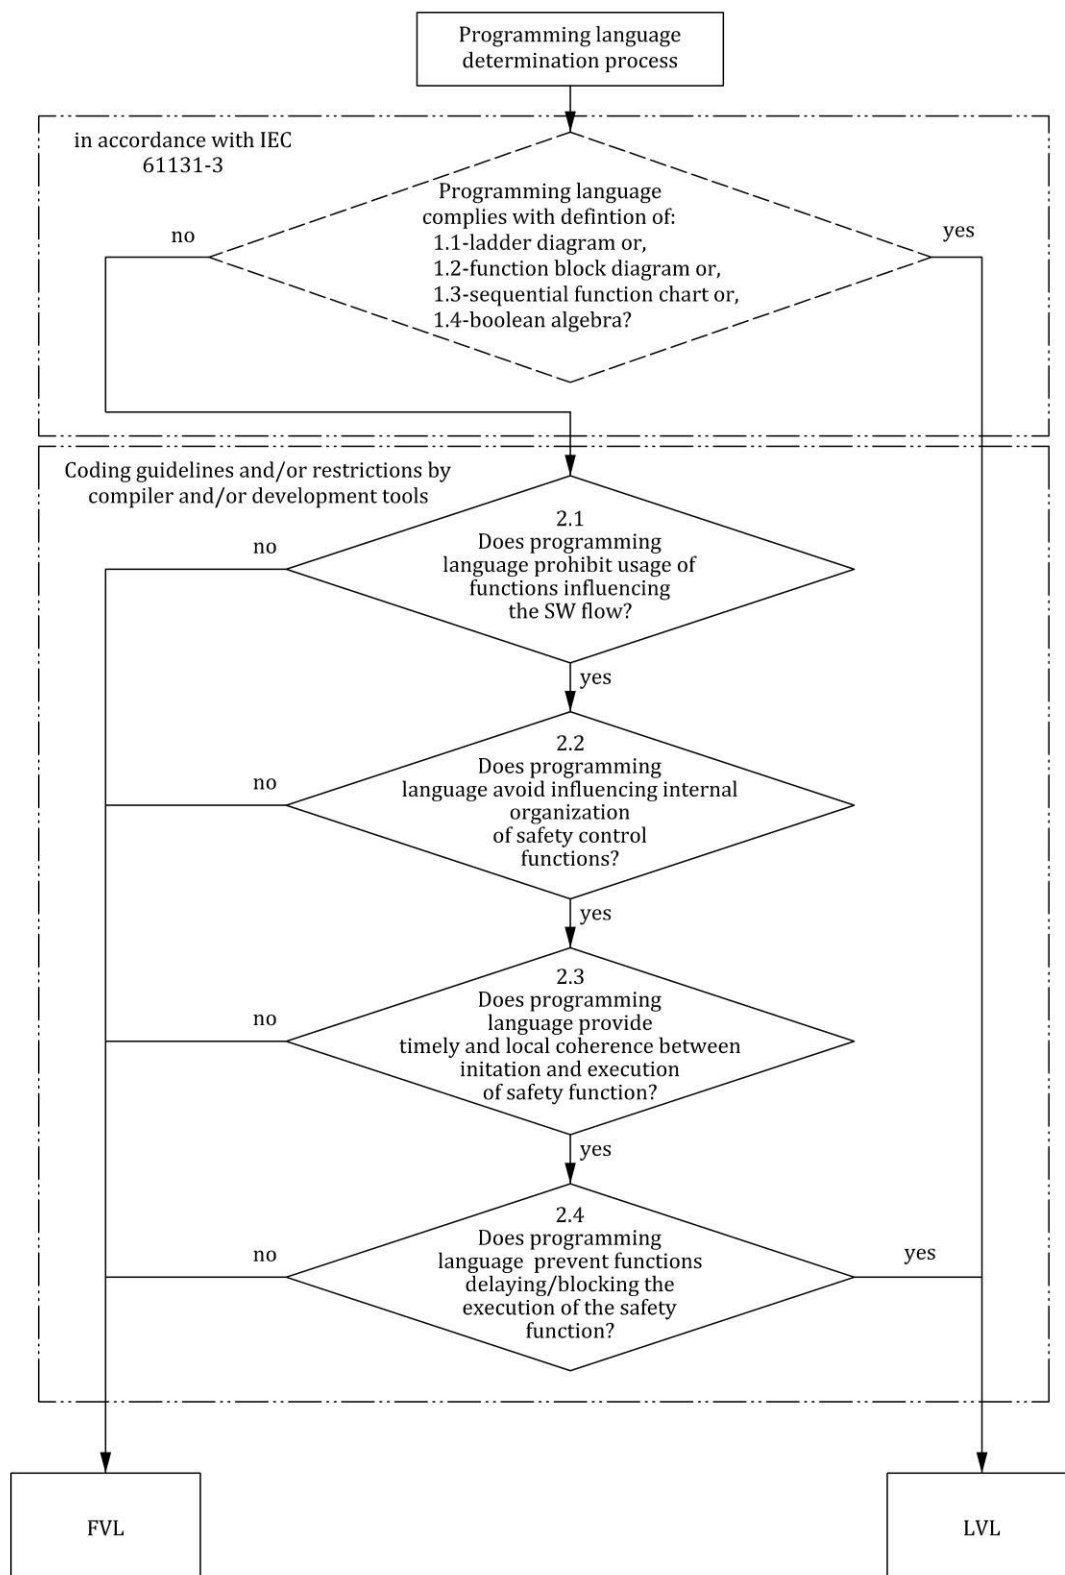 Programming language
determination process
in accordance with IEC
61131-3
Programming language
complies with defintion of:
1.1-ladder diagram or,
1.2-function block diagram or,
1.3-sequential function chart or,
1.4-boolean algebra?
no
yes
Coding guidelines and/or restrictions by
compiler and/or development tools
2.1
Does programming
language prohibit usage of
functions influencing
the SW flow?
no
yes
2.2
Does programming
language avoid influencing internal
organization
of safety control
functions?
no
yes
2.3
Does programming
language provide
timely and local coherence between
initation and execution
of safety function?
no
yes
2.4
Does programming
language prevent functions
delaying/blocking the
execution of the safety
function?
no
yes
FVL
LVL